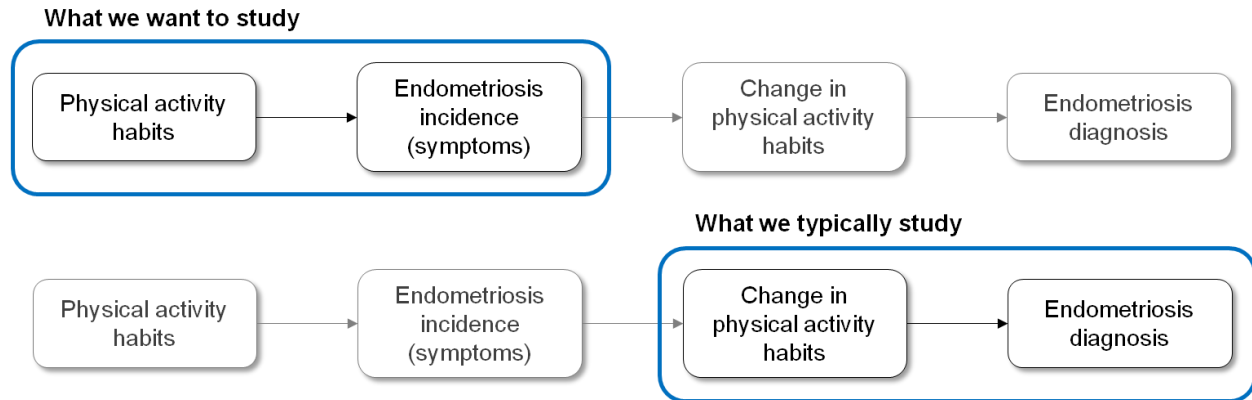 What we want to study
Physical activity
habits
Endometriosis
incidence
(symptoms)
Change in
physical activity
habits
Endometriosis
diagnosis
What we typically study
Physical activity
habits
Endometriosis
incidence
(symptoms)
Change in
physical activity
habits
Endometriosis
diagnosis